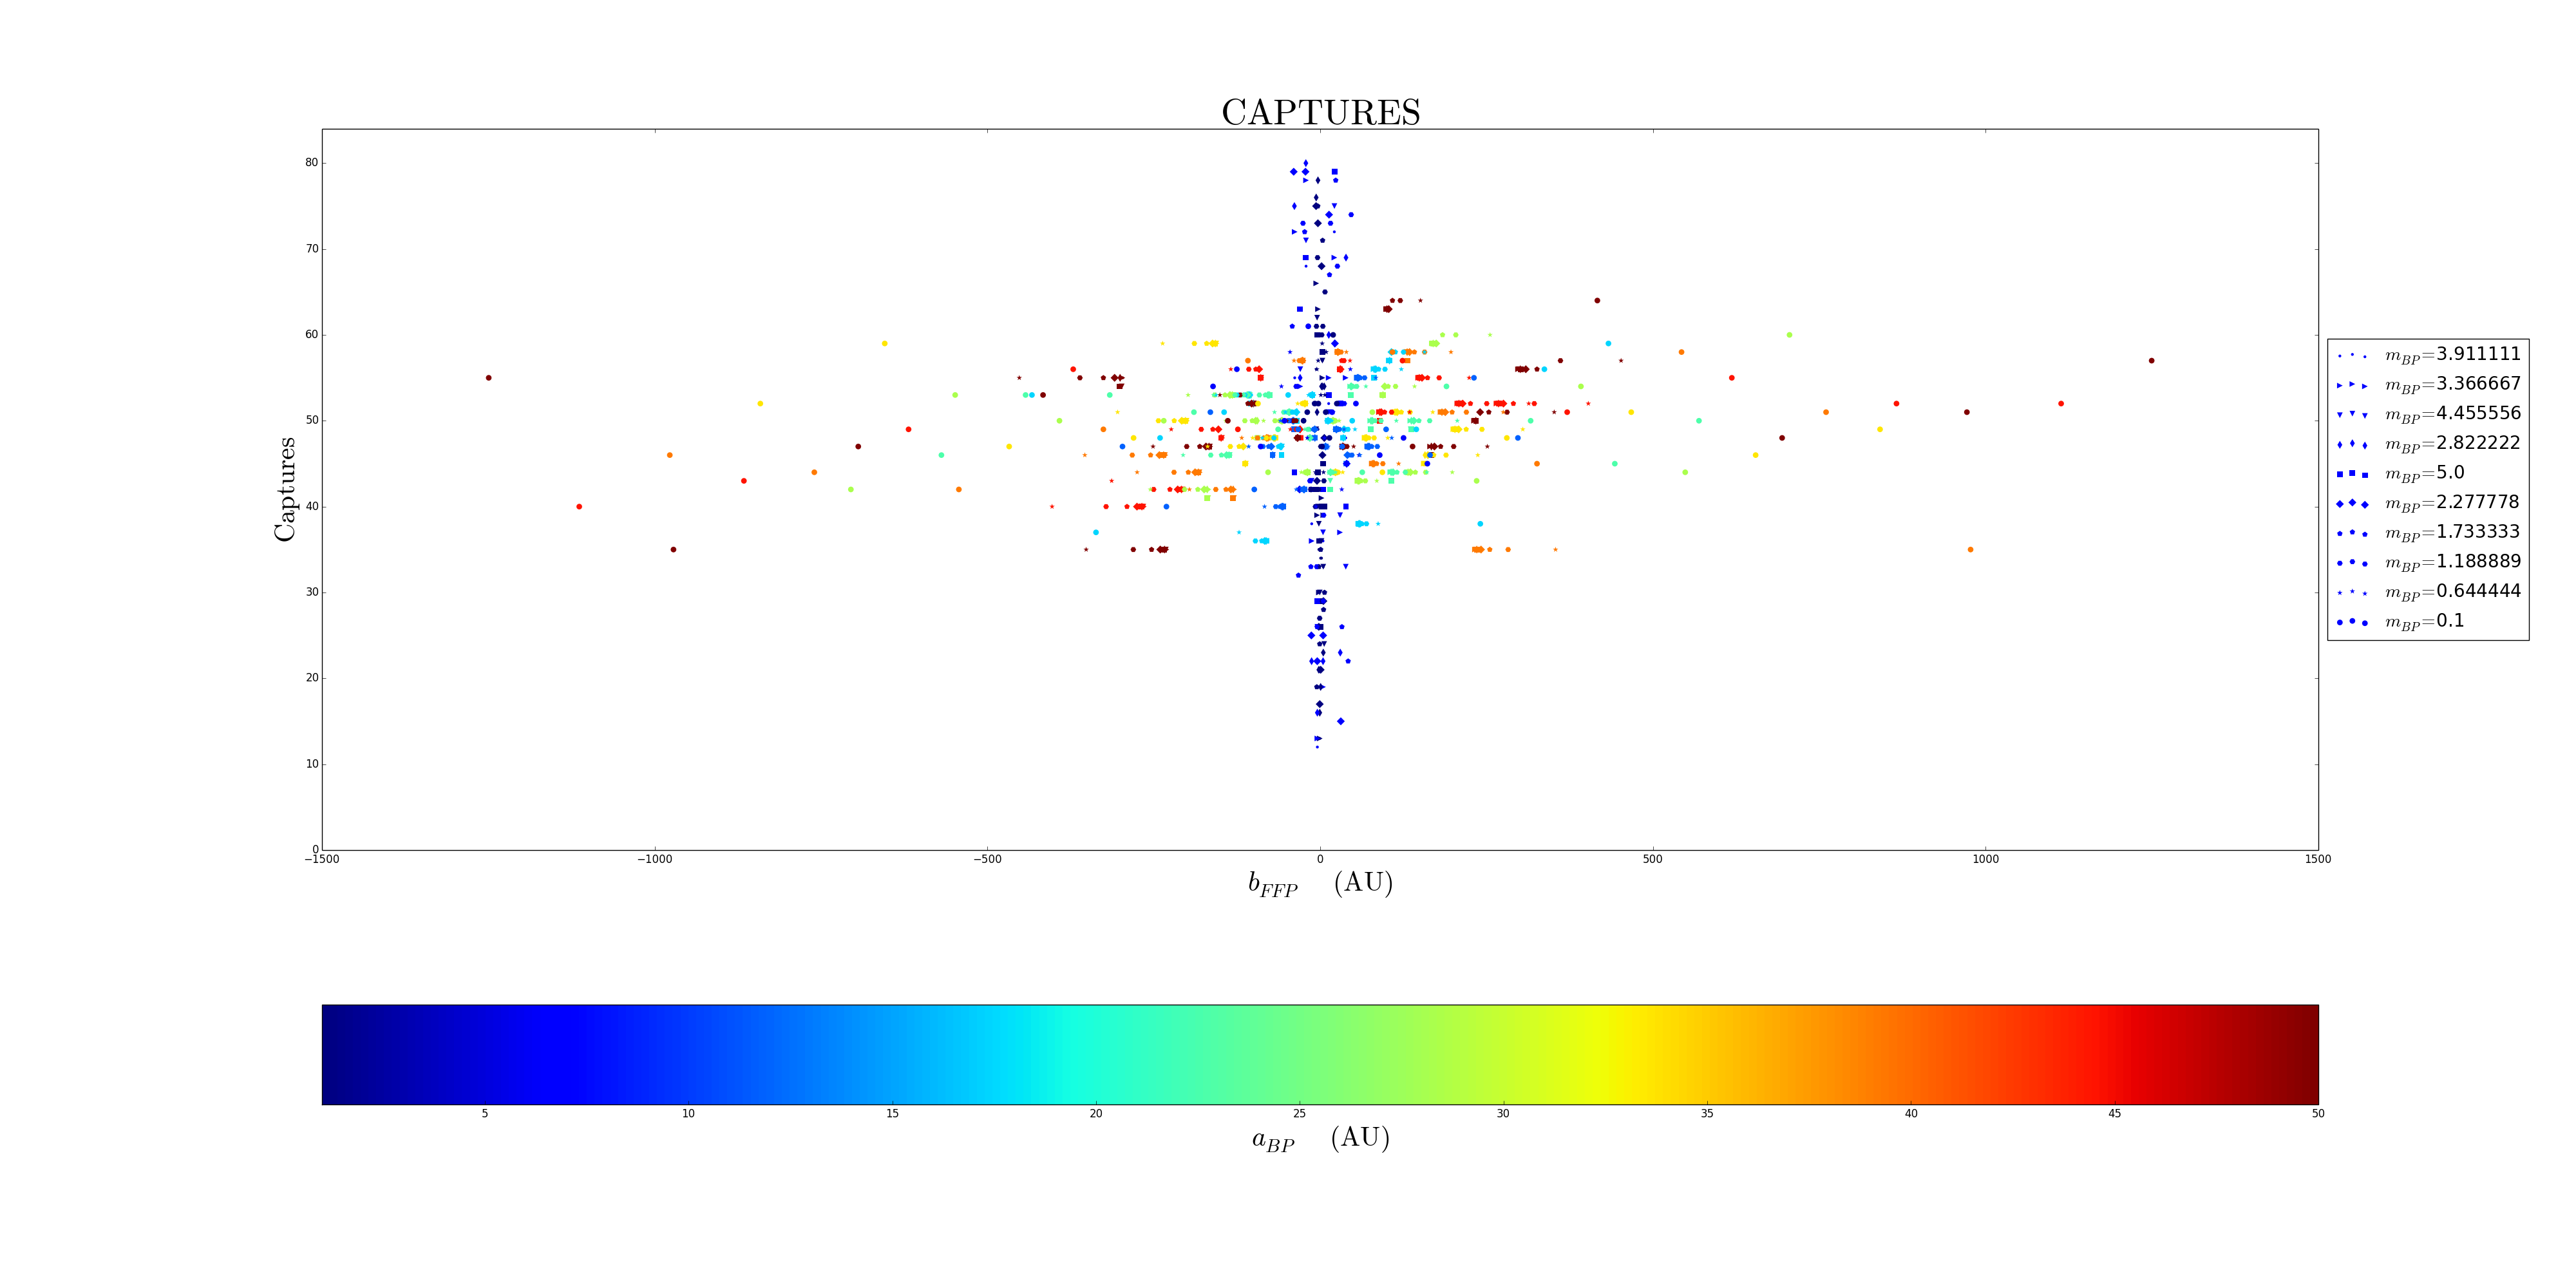 CAPTURES
80
70
60
50
40
30
20
10
0
Captures
−1500 −1000 −500 0 500 1000 1500
b_FFP (AU)
m_BP=3.911111
m_BP=3.366667
m_BP=4.455556
m_BP=2.822222
m_BP=5.0
m_BP=2.277778
m_BP=1.733333
m_BP=1.188889
m_BP=0.644444
m_BP=0.1
5 10 15 20 25 30 35 40 45 50
a_BP (AU)